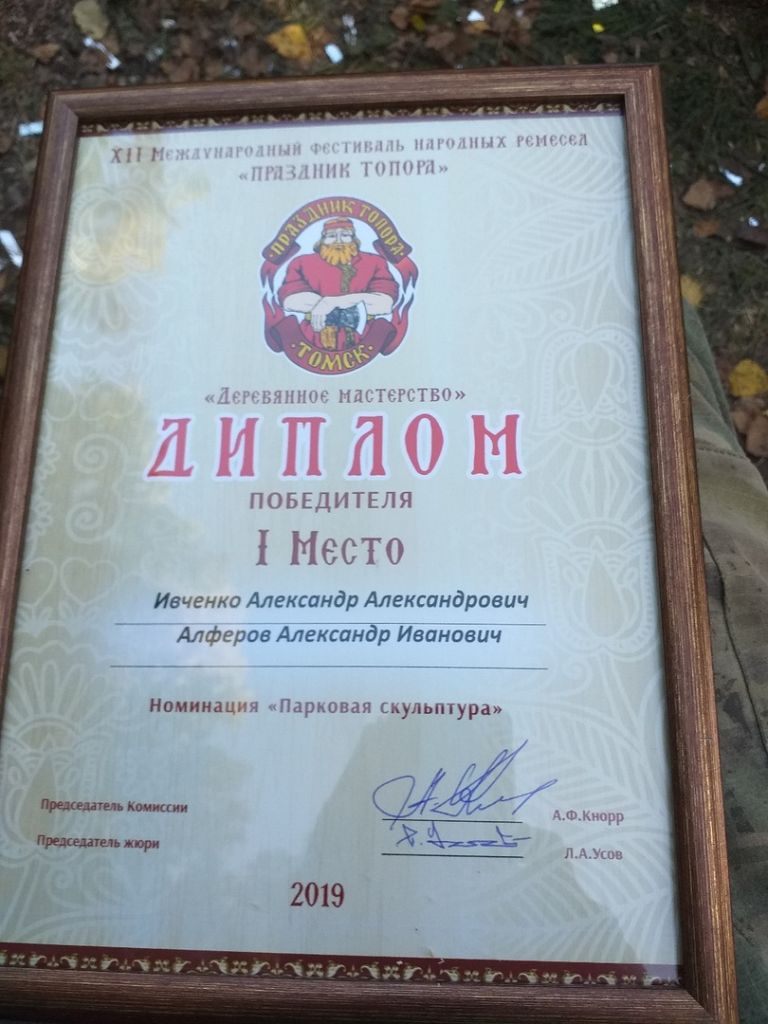 XII Международный фестиваль народных ремесел
«ПРАЗДНИК ТОПОРА»
ПРАЗДНИК ТОПОРА
·ТОМСК·
«Деревянное мастерство»
ДИПЛОМ
ПОБЕДИТЕЛЯ
I Место
Ивченко Александр Александрович
Алферов Александр Иванович
Номинация «Парковая скульптура»
Председатель Комиссии
А.Ф.Кнорр
Председатель жюри
Л.А.Усов
2019